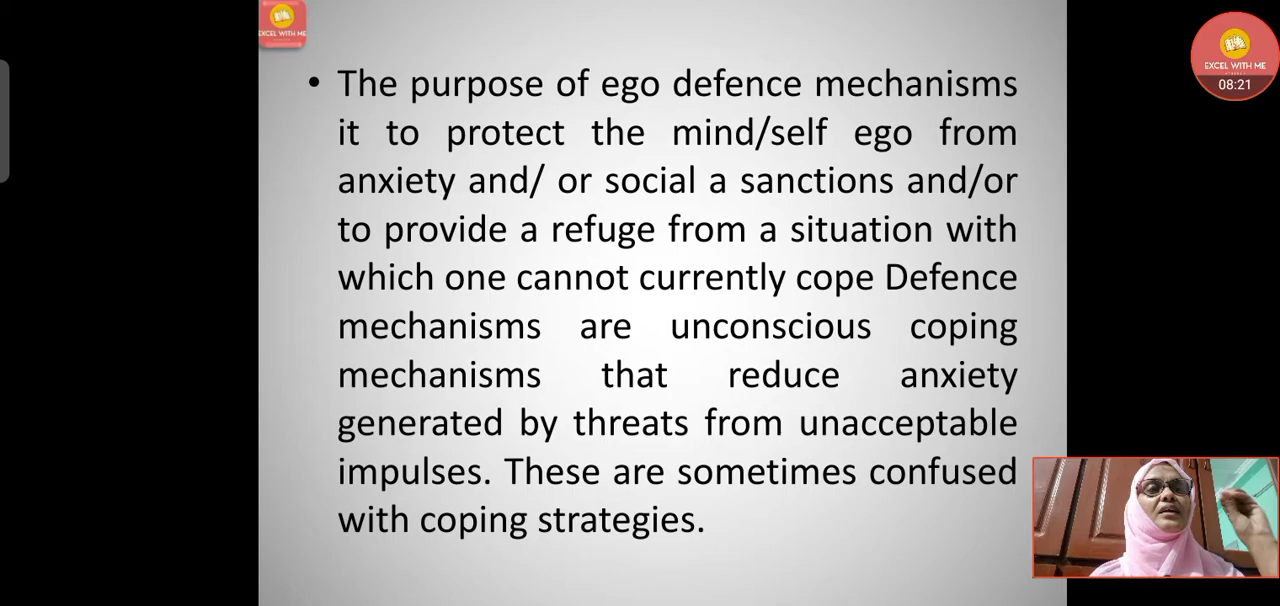 EXCEL WITH ME
EXCEL WITH ME
08:21
• The purpose of ego defence mechanisms
it to protect the mind/self ego from
anxiety and/ or social a sanctions and/or
to provide a refuge from a situation with
which one cannot currently cope Defence
mechanisms are unconscious coping
mechanisms that reduce anxiety
generated by threats from unacceptable
impulses. These are sometimes confused
with coping strategies.